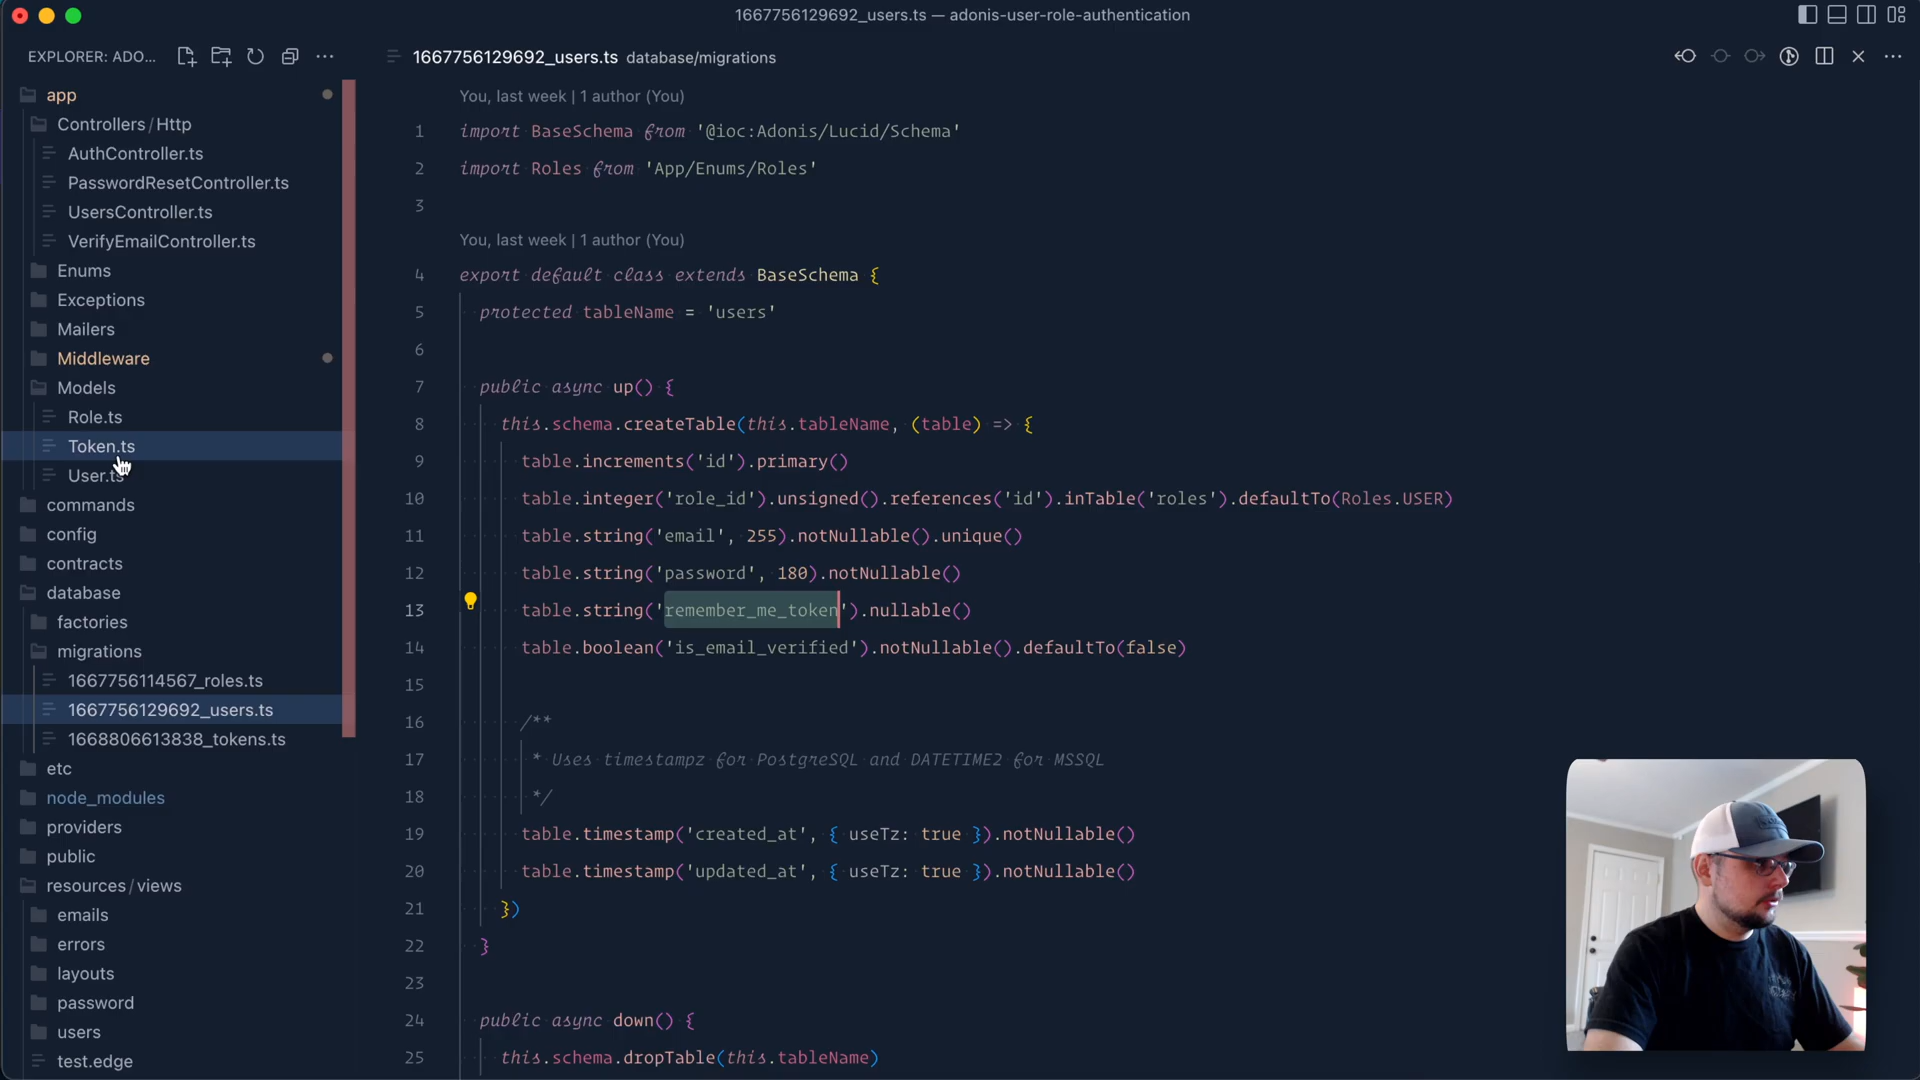 1667756129692_users.ts — adonis-user-role-authentication
EXPLORER: ADO...
1667756129692_users.ts database/migrations
app
Controllers / Http
AuthController.ts
PasswordResetController.ts
UsersController.ts
VerifyEmailController.ts
Enums
Exceptions
Mailers
Middleware
Models
Role.ts
Token.ts
User.ts
commands
config
contracts
database
factories
migrations
1667756114567_roles.ts
1667756129692_users.ts
1668806613838_tokens.ts
etc
node_modules
providers
public
resources / views
emails
errors
layouts
password
users
test.edge
You, last week | 1 author (You)
1 import BaseSchema from '@ioc:Adonis/Lucid/Schema'
2 import Roles from 'App/Enums/Roles'
3
You, last week | 1 author (You)
4 export default class extends BaseSchema {
5 protected tableName = 'users'
6
7 public async up() {
8 this.schema.createTable(this.tableName, (table) => {
9 table.increments('id').primary()
10 table.integer('role_id').unsigned().references('id').inTable('roles').defaultTo(Roles.USER)
11 table.string('email', 255).notNullable().unique()
12 table.string('password', 180).notNullable()
13 table.string('remember_me_token').nullable()
14 table.boolean('is_email_verified').notNullable().defaultTo(false)
15
16 /**
17 * Uses timestampz for PostgreSQL and DATETIME2 for MSSQL
18 */
19 table.timestamp('created_at', { useTz: true }).notNullable()
20 table.timestamp('updated_at', { useTz: true }).notNullable()
21 })
22 }
23
24 public async down() {
25 this.schema.dropTable(this.tableName)